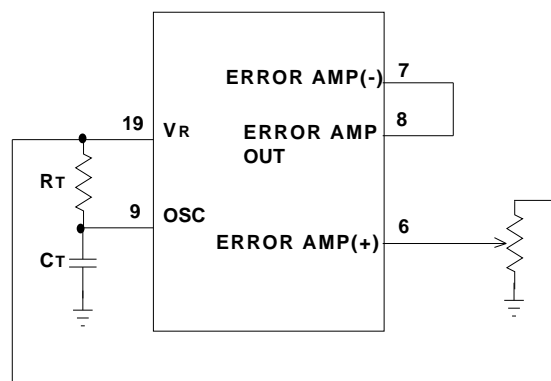 ERROR AMP(-)
7
19
VR
ERROR AMP
OUT
8
RT
9
OSC
ERROR AMP(+)
6
CT